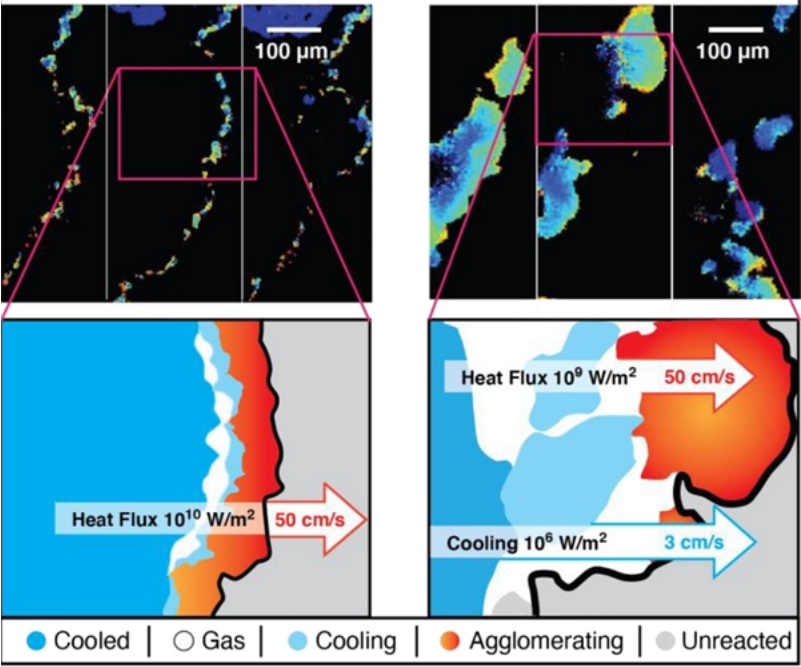 100 µm
100 µm
Heat Flux 10⁹ W/m² 50 cm/s
Heat Flux 10¹⁰ W/m² 50 cm/s
Cooling 10⁶ W/m² 3 cm/s
Cooled | Gas | Cooling | Agglomerating | Unreacted